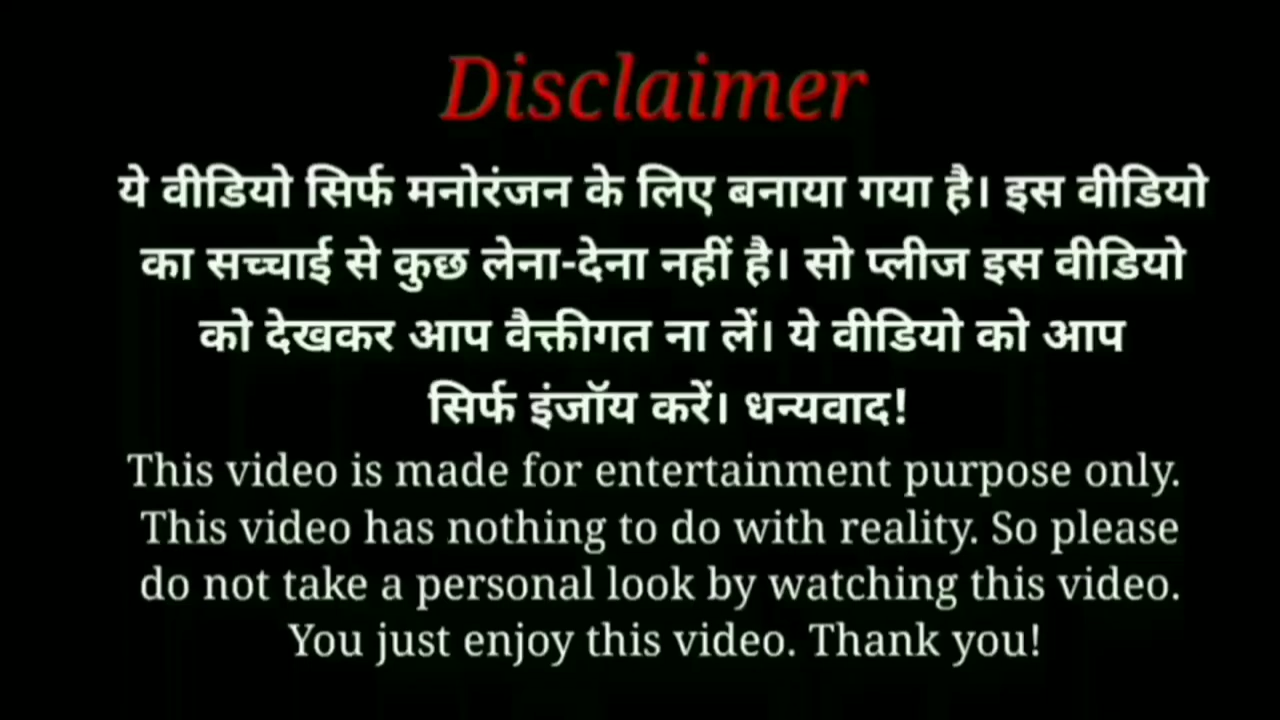 Disclaimer
ये वीडियो सिर्फ मनोरंजन के लिए बनाया गया है। इस वीडियो
का सच्चाई से कुछ लेना-देना नहीं है। सो प्लीज इस वीडियो
को देखकर आप वैक्तीगत ना लें। ये वीडियो को आप
सिर्फ इंजॉय करें। धन्यवाद!
This video is made for entertainment purpose only.
This video has nothing to do with reality. So please
do not take a personal look by watching this video.
You just enjoy this video. Thank you!